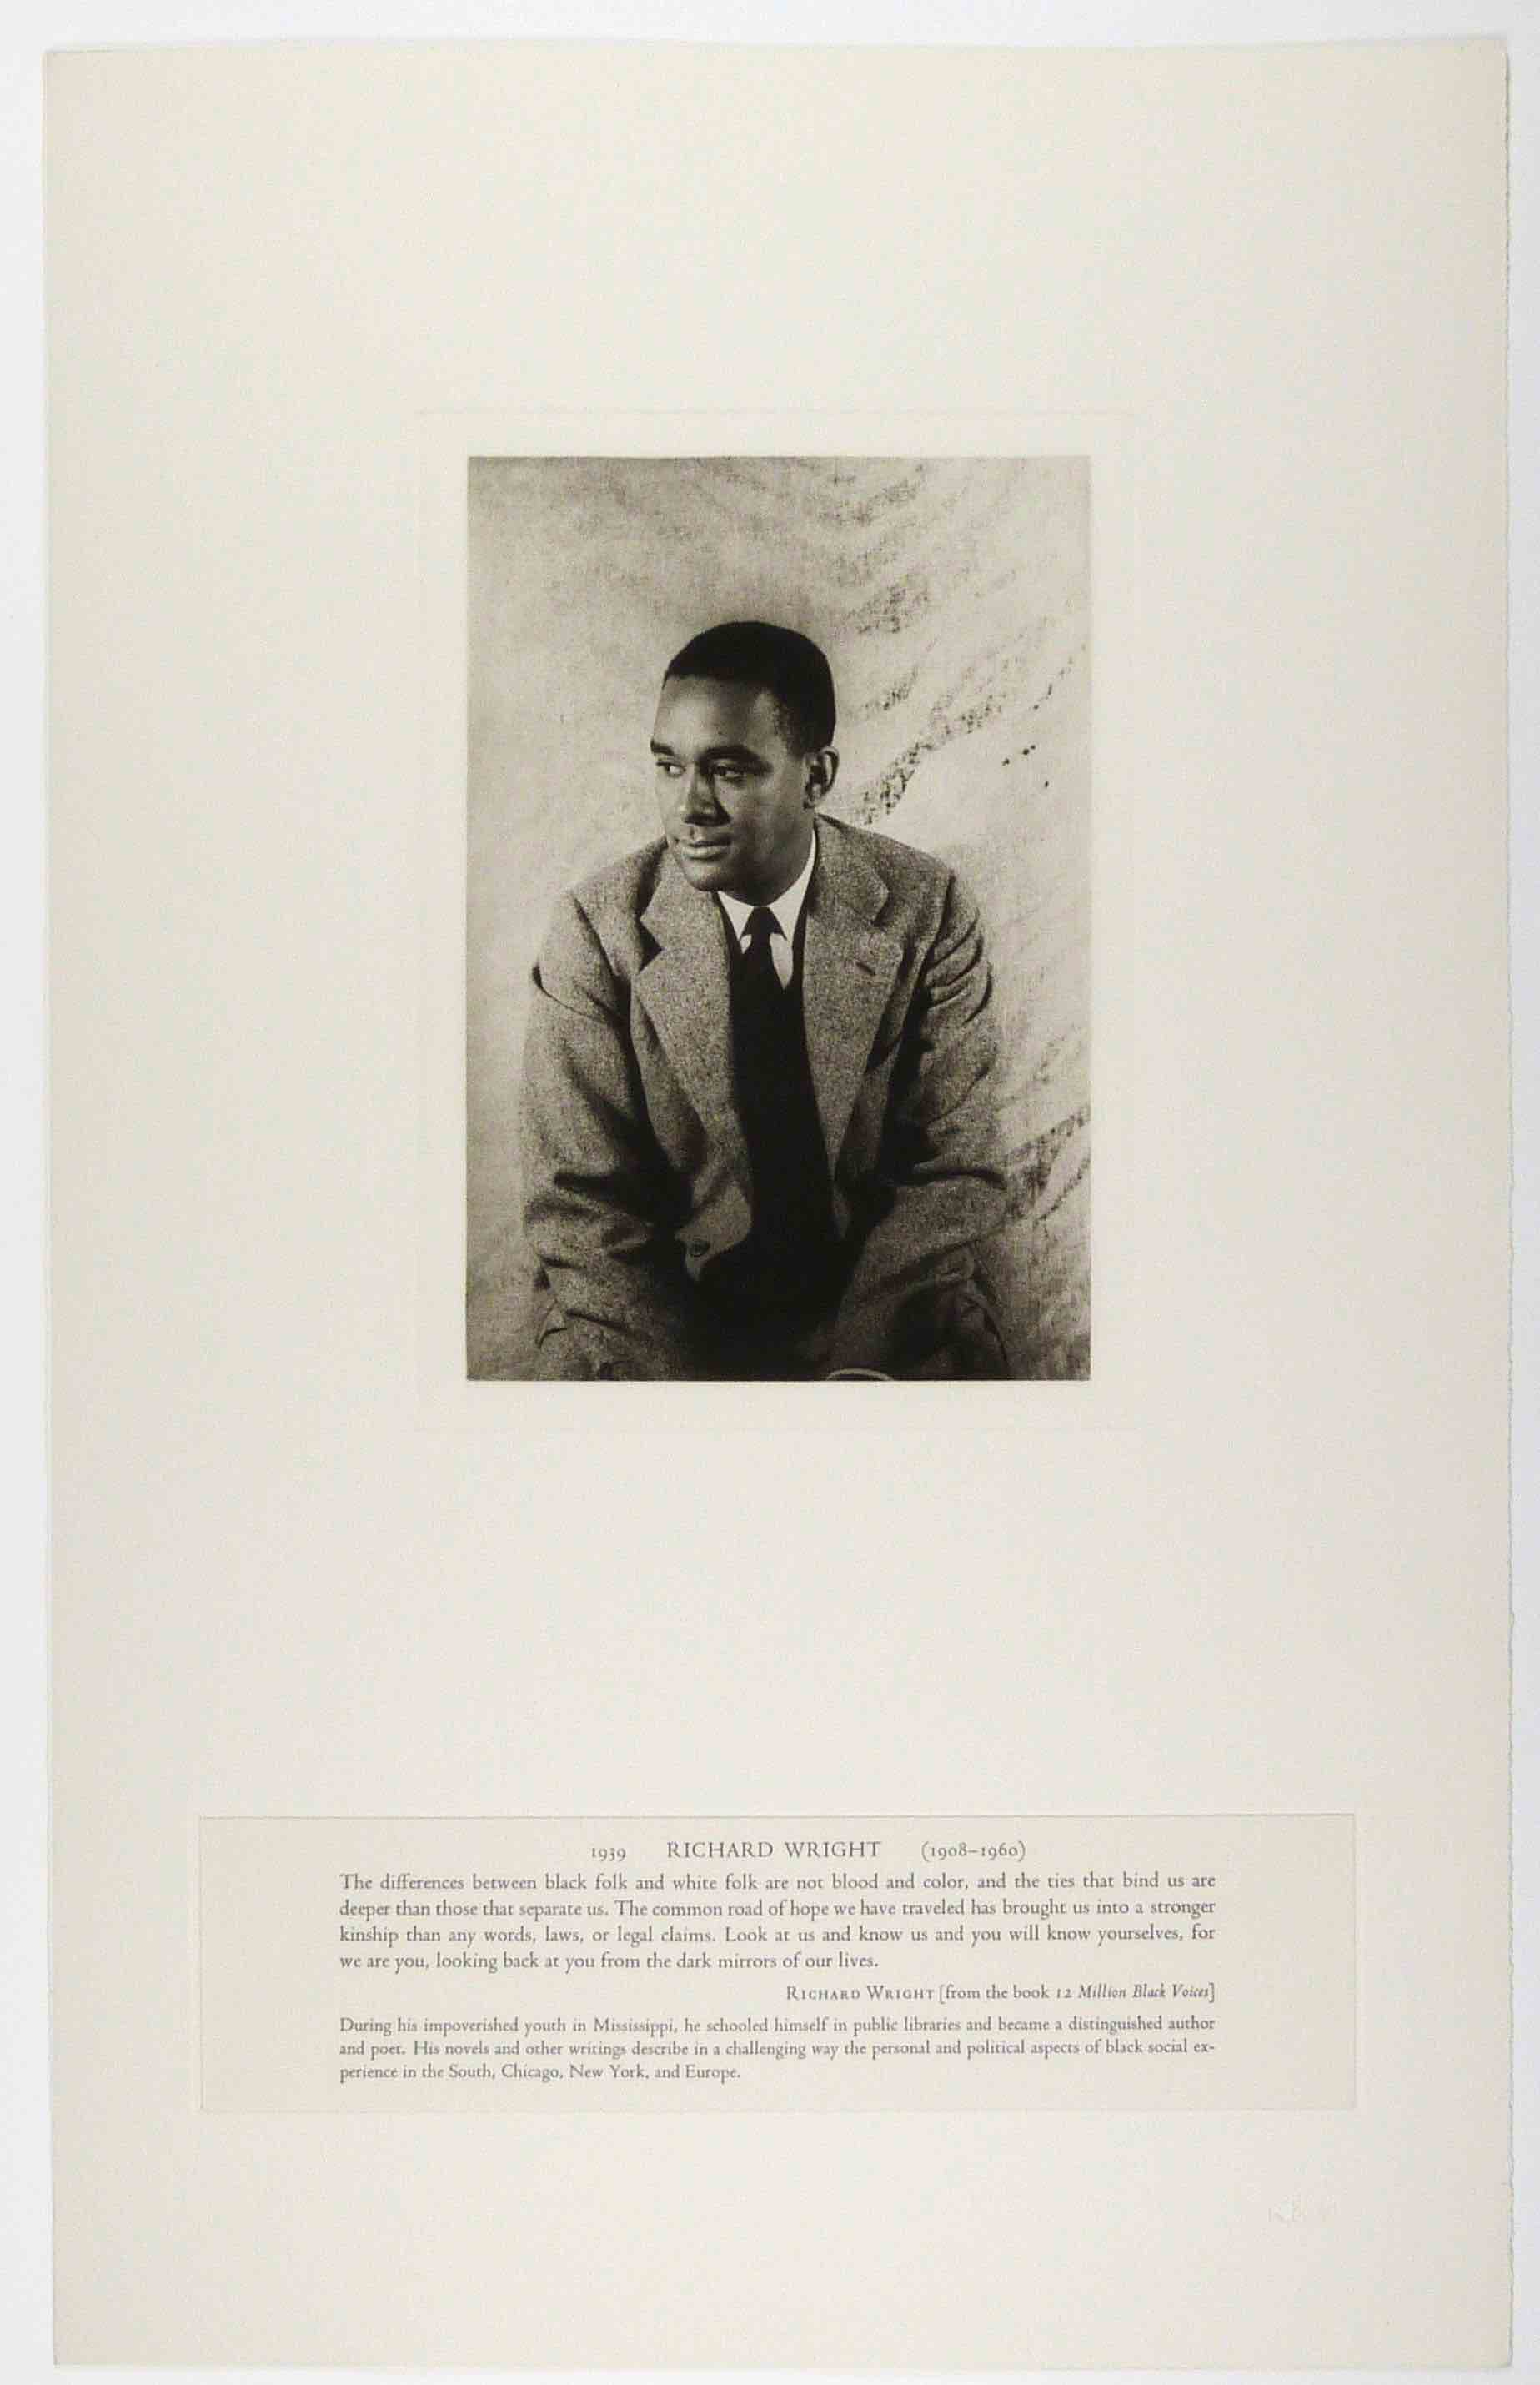 1939 RICHARD WRIGHT (1908–1960)
The differences between black folk and white folk are not blood and color, and the ties that bind us are
deeper than those that separate us. The common road of hope we have traveled has brought us into a stronger
kinship than any words, laws, or legal claims. Look at us and know us and you will know yourselves, for
we are you, looking back at you from the dark mirrors of our lives.
RICHARD WRIGHT [from the book 12 Million Black Voices]
During his impoverished youth in Mississippi, he schooled himself in public libraries and became a distinguished author
and poet. His novels and other writings describe in a challenging way the personal and political aspects of black social ex-
perience in the South, Chicago, New York, and Europe.